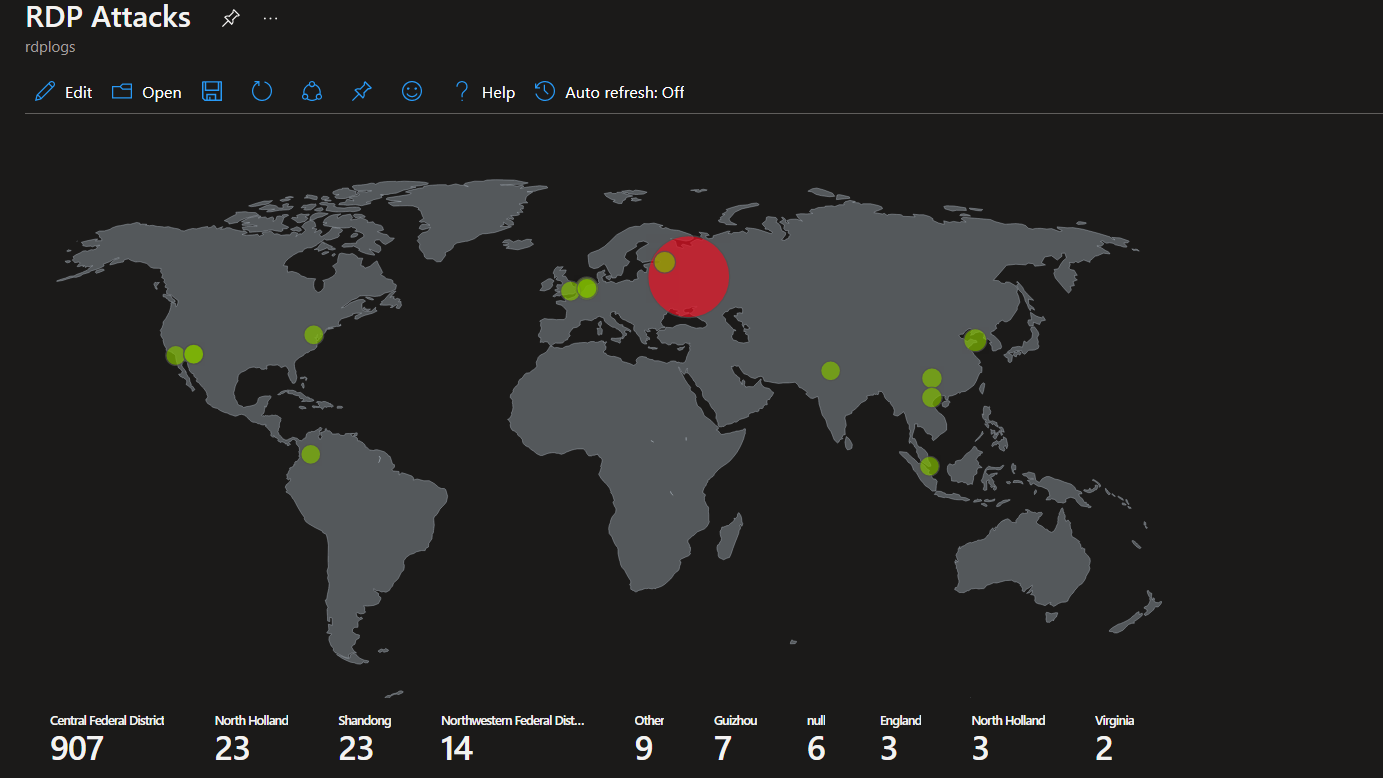 RDP Attacks
rdplogs
Edit Open Help Auto refresh: Off
Central Federal District North Holland Shandong Northwestern Federal Dist... Other Guizhou null England North Holland Virginia
907 23 23 14 9 7 6 3 3 2